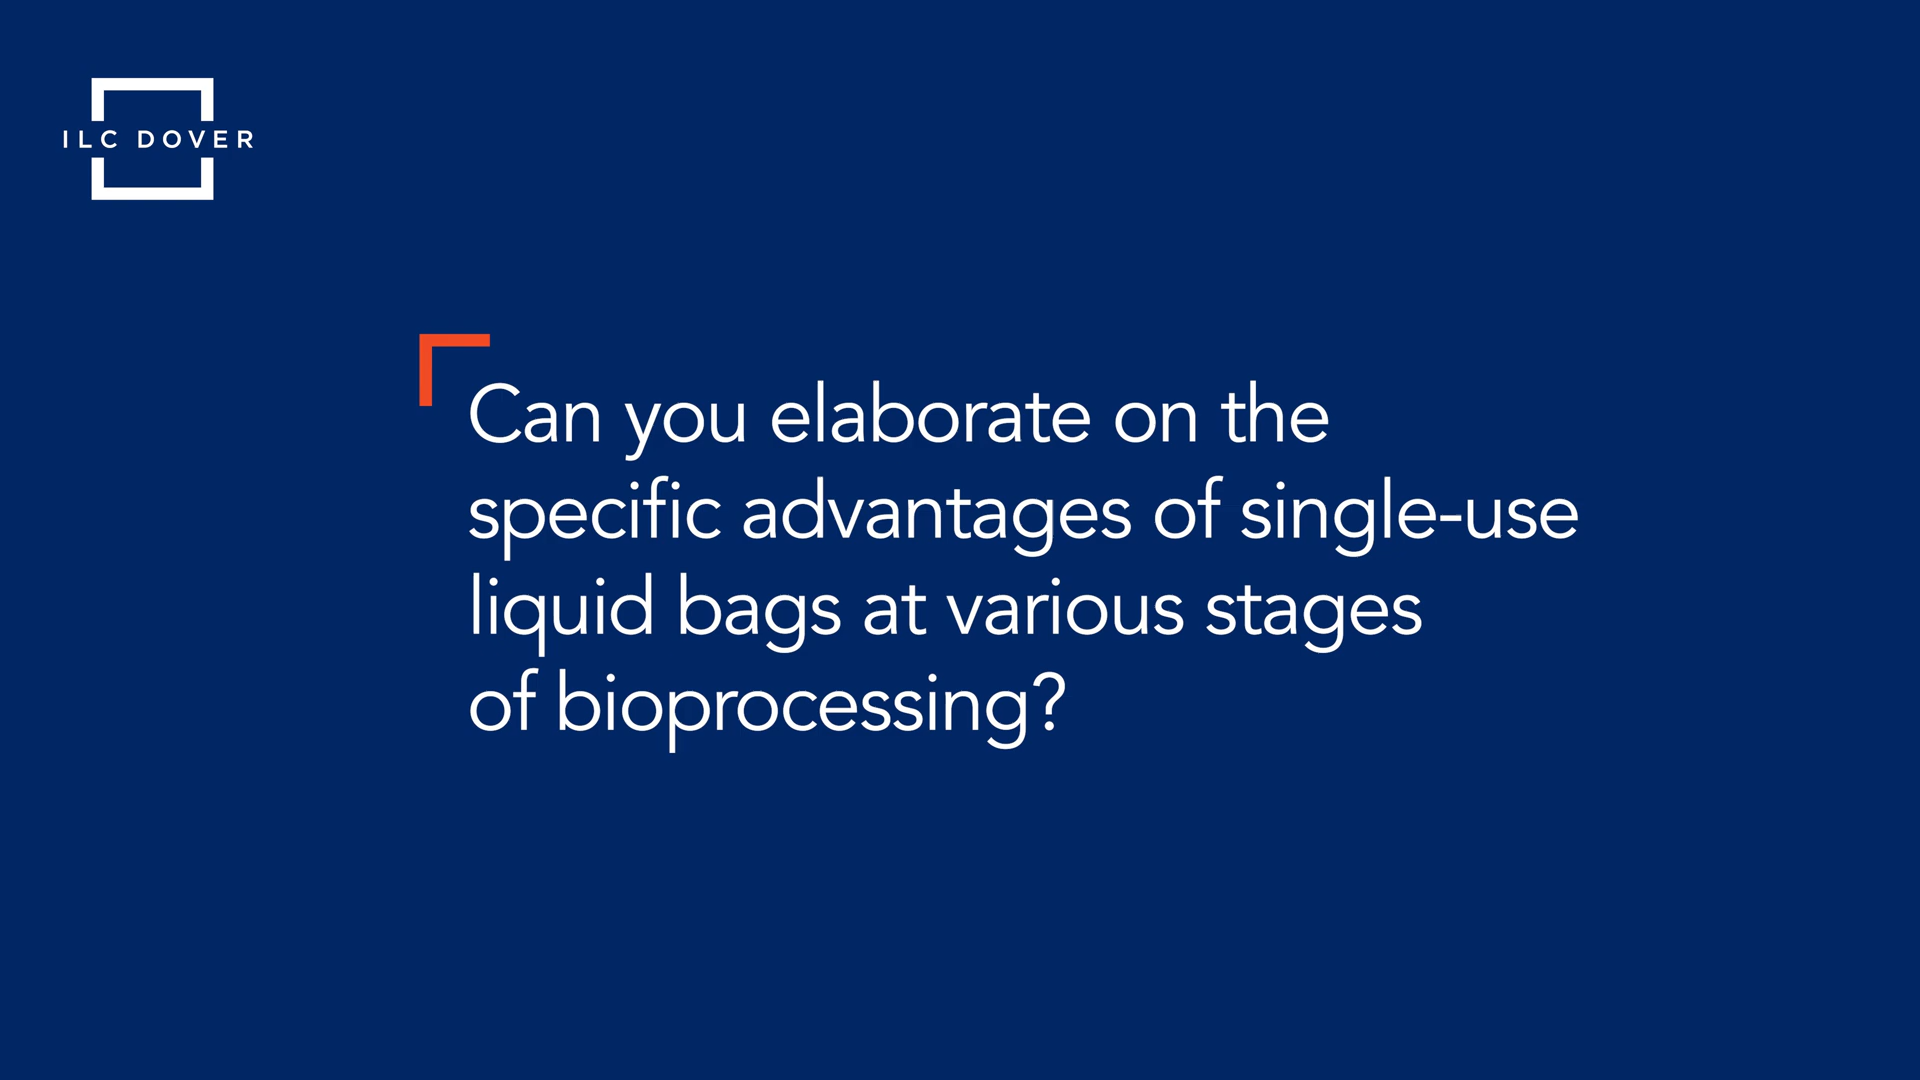 ILC DOVER
Can you elaborate on the
specific advantages of single-use
liquid bags at various stages
of bioprocessing?